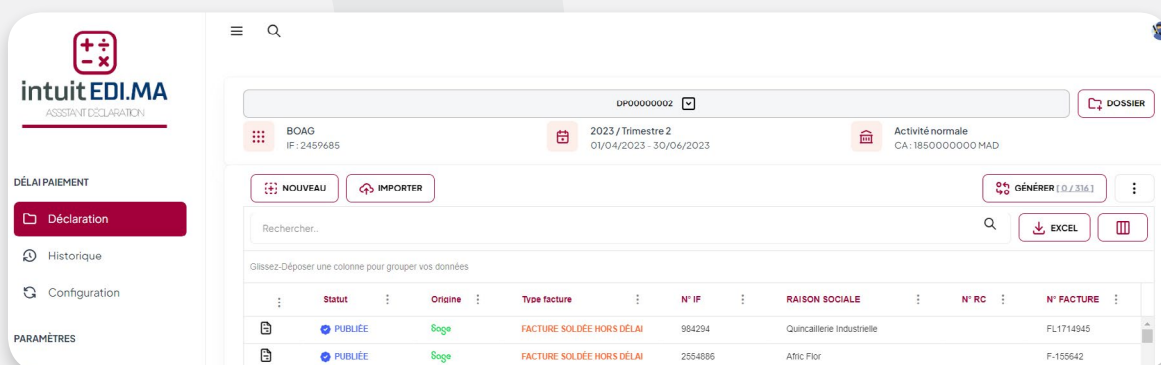 intuit EDI.MA
ASSISTANT DÉCLARATION
DP00000002
DOSSIER
BOAG
IF : 2459685
2023 / Trimestre 2
01/04/2023 - 30/06/2023
Activité normale
CA : 1850000000 MAD
DÉLAI PAIEMENT
Déclaration
Historique
Configuration
PARAMÈTRES
NOUVEAU
IMPORTER
GÉNÉRER [ 0 / 316 ]
Rechercher..
EXCEL
Glissez-Déposer une colonne pour grouper vos données
Statut Origine Type facture N° IF RAISON SOCIALE N° RC N° FACTURE
PUBLIÉE Sage FACTURE SOLDÉE HORS DÉLAI 984294 Quincaillerie Industrielle FL1714945
PUBLIÉE Sage FACTURE SOLDÉE HORS DÉLAI 2554886 Afric Flor F-155642